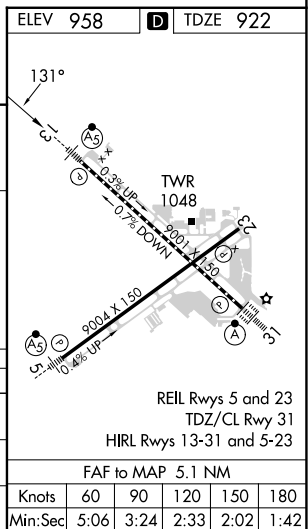 ELEV 958 D TDZE 922
131°
13
A5
P
0.3% UP
TWR
1048
0.7% DOWN
23
9001 X 150
P
9004 X 150
P
A5
P
A
31
0.4% UP
5
REIL Rwys 5 and 23
TDZ/CL Rwy 31
HIRL Rwys 13-31 and 5-23
FAF to MAP 5.1 NM
Knots 60 90 120 150 180
Min:Sec 5:06 3:24 2:33 2:02 1:42